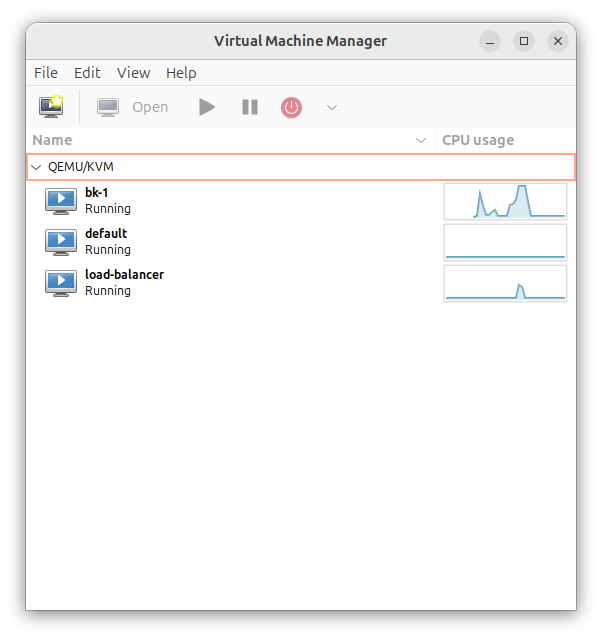 Virtual Machine Manager
File Edit View Help
Open
Name CPU usage
QEMU/KVM
bk-1
Running
default
Running
load-balancer
Running